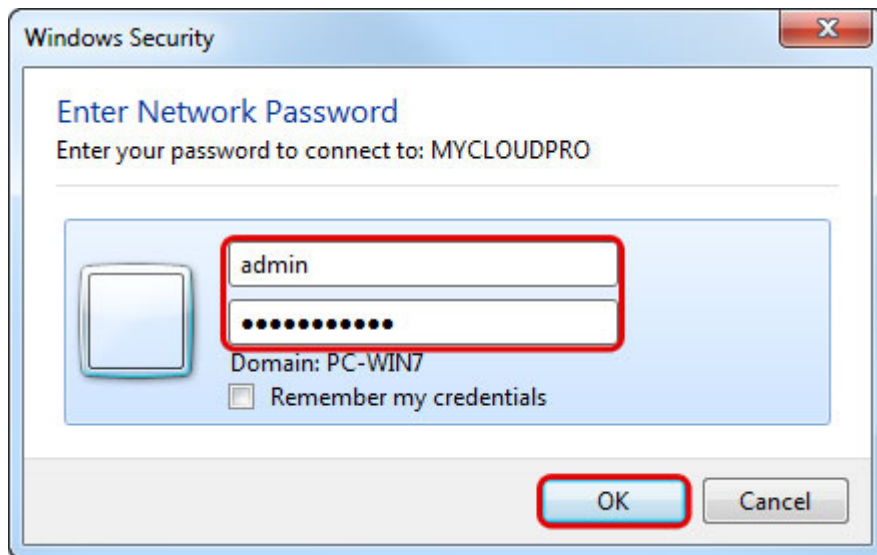 Windows Security
Enter Network Password
Enter your password to connect to: MYCLOUDPRO
admin
●●●●●●●●●●●
Domain: PC-WIN7
Remember my credentials
OK Cancel